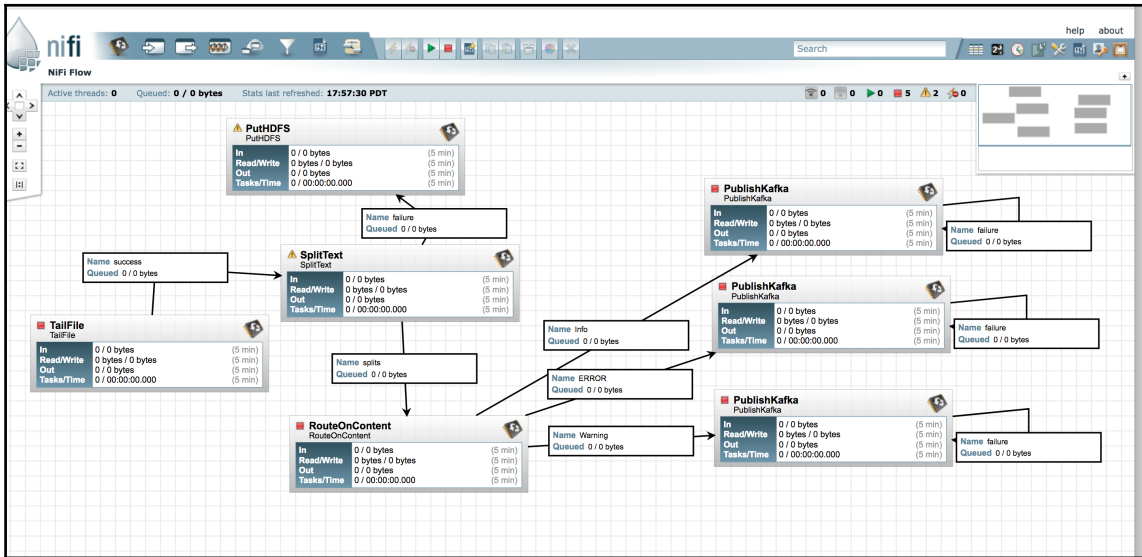 help about
nifi
Search
NiFi Flow
Active threads: 0 Queued: 0 / 0 bytes Stats last refreshed: 17:57:30 PDT
0 0 0 5 2 0
PutHDFS
PutHDFS
In 0 / 0 bytes (5 min)
Read/Write 0 bytes / 0 bytes (5 min)
Out 0 / 0 bytes (5 min)
Tasks/Time 0 / 00:00:00.000 (5 min)
Name failure
Queued 0 / 0 bytes
SplitText
SplitText
In 0 / 0 bytes (5 min)
Read/Write 0 bytes / 0 bytes (5 min)
Out 0 / 0 bytes (5 min)
Tasks/Time 0 / 00:00:00.000 (5 min)
Name success
Queued 0 / 0 bytes
TailFile
TailFile
In 0 / 0 bytes (5 min)
Read/Write 0 bytes / 0 bytes (5 min)
Out 0 / 0 bytes (5 min)
Tasks/Time 0 / 00:00:00.000 (5 min)
Name splits
Queued 0 / 0 bytes
RouteOnContent
RouteOnContent
In 0 / 0 bytes (5 min)
Read/Write 0 bytes / 0 bytes (5 min)
Out 0 / 0 bytes (5 min)
Tasks/Time 0 / 00:00:00.000 (5 min)
Name Info
Queued 0 / 0 bytes
Name ERROR
Queued 0 / 0 bytes
Name Warning
Queued 0 / 0 bytes
PublishKafka
PublishKafka
In 0 / 0 bytes (5 min)
Read/Write 0 bytes / 0 bytes (5 min)
Out 0 / 0 bytes (5 min)
Tasks/Time 0 / 00:00:00.000 (5 min)
Name failure
Queued 0 / 0 bytes
PublishKafka
PublishKafka
In 0 / 0 bytes (5 min)
Read/Write 0 bytes / 0 bytes (5 min)
Out 0 / 0 bytes (5 min)
Tasks/Time 0 / 00:00:00.000 (5 min)
Name failure
Queued 0 / 0 bytes
PublishKafka
PublishKafka
In 0 / 0 bytes (5 min)
Read/Write 0 bytes / 0 bytes (5 min)
Out 0 / 0 bytes (5 min)
Tasks/Time 0 / 00:00:00.000 (5 min)
Name failure
Queued 0 / 0 bytes